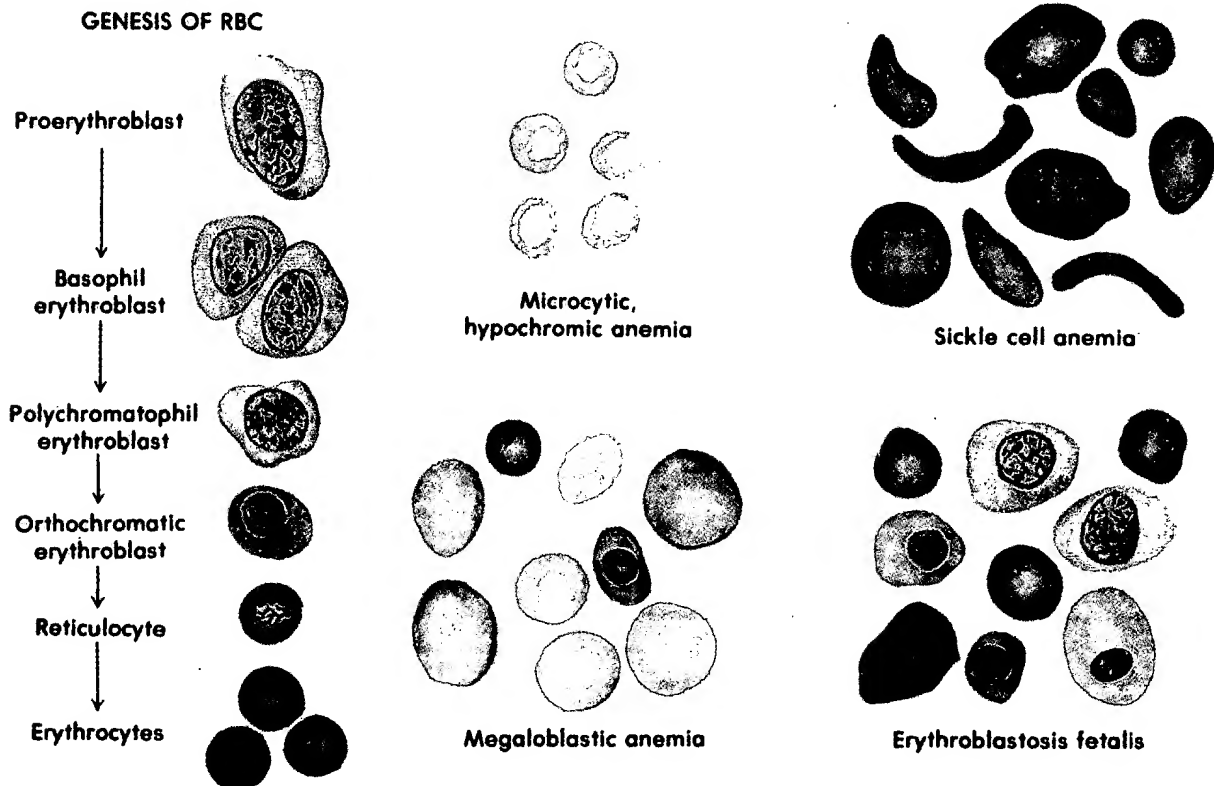 GENESIS OF RBC
Proerythroblast
Basophil
erythroblast
Polychromatophil
erythroblast
Orthochromatic
erythroblast
Reticulocyte
Erythrocytes
Microcytic,
hypochromic anemia
Sickle cell anemia
Megaloblastic anemia
Erythroblastosis fetalis